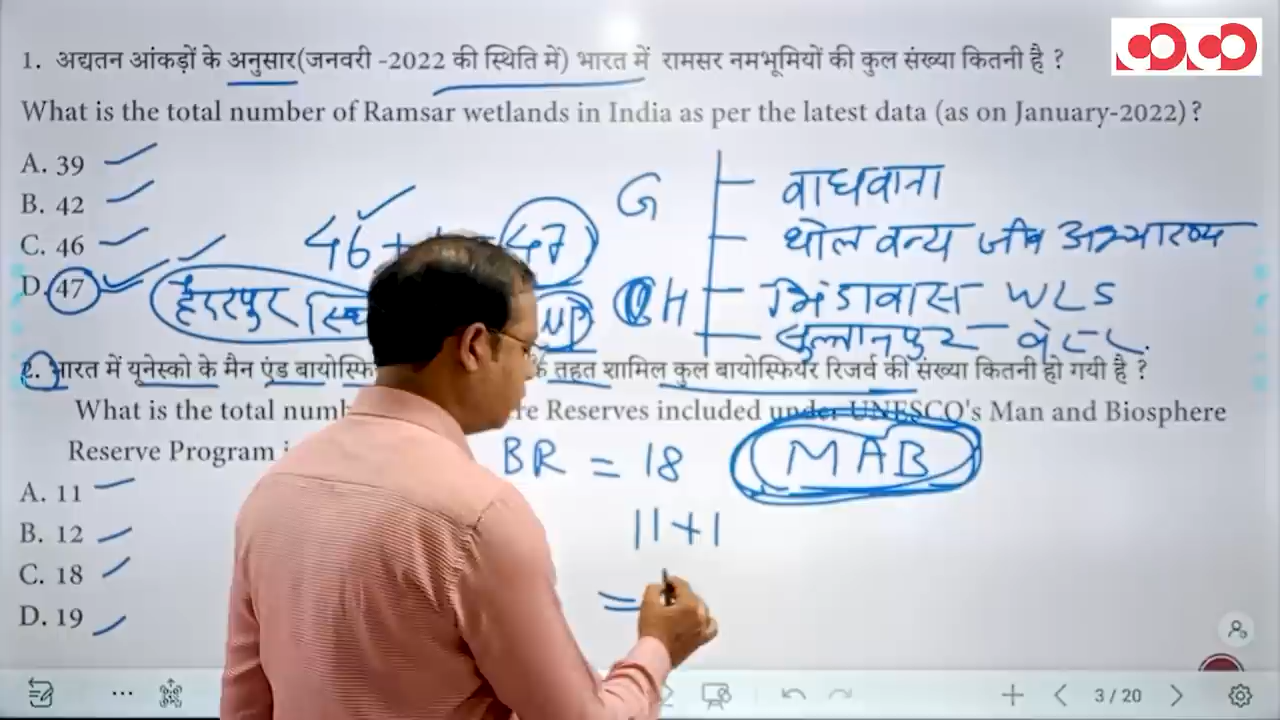 1. अद्यतन आंकड़ों के अनुसार(जनवरी -2022 की स्थिति में) भारत में रामसर नमभूमियों की कुल संख्या कितनी है ?
What is the total number of Ramsar wetlands in India as per the latest data (as on January-2022)?
A. 39
B. 42
C. 46
D. 47
46 + 47
हैदरपुर
UP
G
वाधवाना
थोल वन्य जीव अभ्यारण्य
H
भिंडावास WLS
सुल्तानपुर
2. भारत में यूनेस्को के मैन एंड तहत शामिल कुल बायोस्फियर रिजर्व की संख्या कितनी हो गयी है ?
What is the total Reserves included under UNESCO's Man and Biosphere
Reserve Program
BR = 18
MAB
11+1
=
A. 11
B. 12
C. 18
D. 19
3 / 20